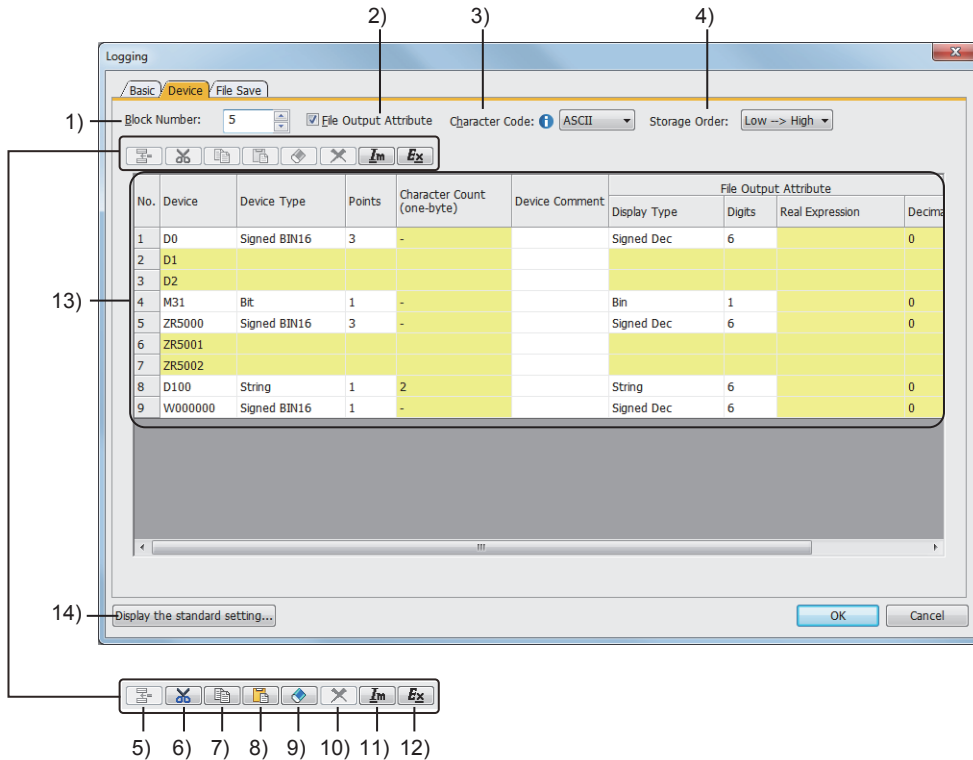 2) 3) 4)
Logging
Basic Device File Save
1) Block Number: 5 File Output Attribute Character Code: ASCII Storage Order: Low --> High
Im Ex
No. Device Device Type Points Character Count (one-byte) Device Comment File Output Attribute
Display Type Digits Real Expression Decima
1 D0 Signed BIN16 3 - Signed Dec 6 0
2 D1
3 D2
13)
4 M31 Bit 1 - Bin 1 0
5 ZR5000 Signed BIN16 3 - Signed Dec 6 0
6 ZR5001
7 ZR5002
8 D100 String 1 2 String 6 0
9 W000000 Signed BIN16 1 - Signed Dec 6 0
14) Display the standard setting... OK Cancel
Im Ex
5) 6) 7) 8) 9) 10) 11) 12)